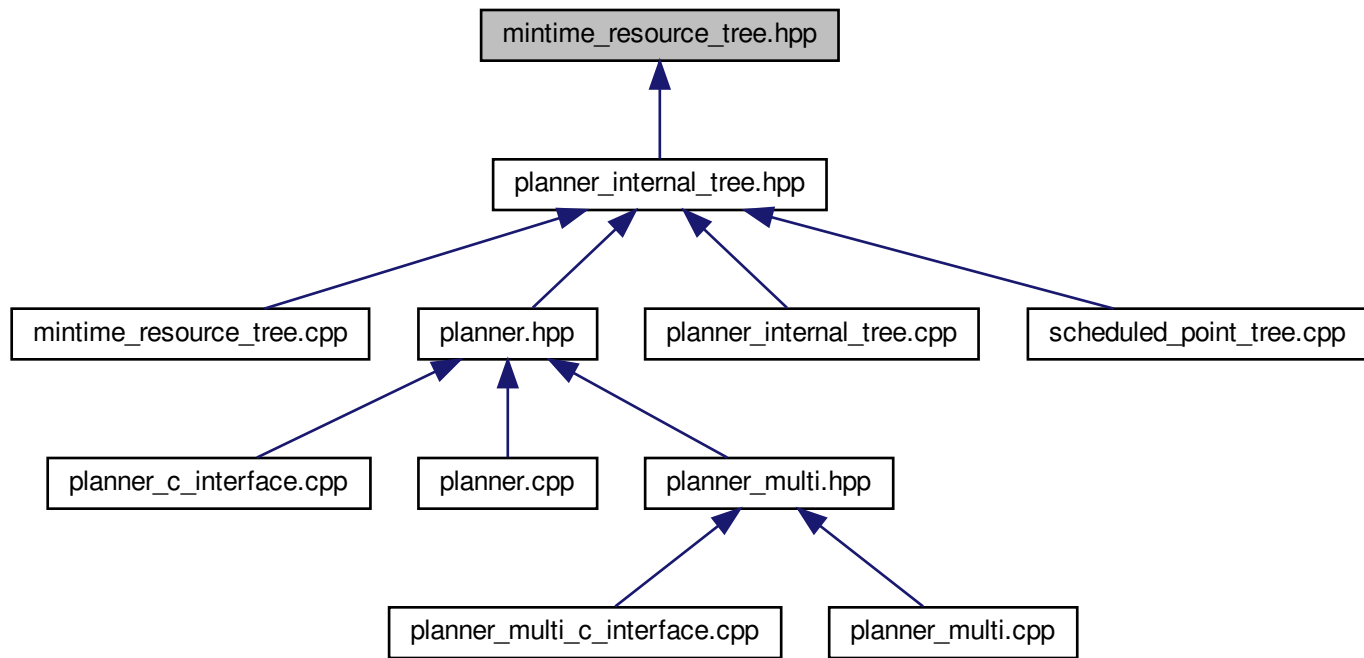 mintime_resource_tree.hpp
planner_internal_tree.hpp
mintime_resource_tree.cpp
planner.hpp
planner_internal_tree.cpp
scheduled_point_tree.cpp
planner_c_interface.cpp
planner.cpp
planner_multi.hpp
planner_multi_c_interface.cpp
planner_multi.cpp